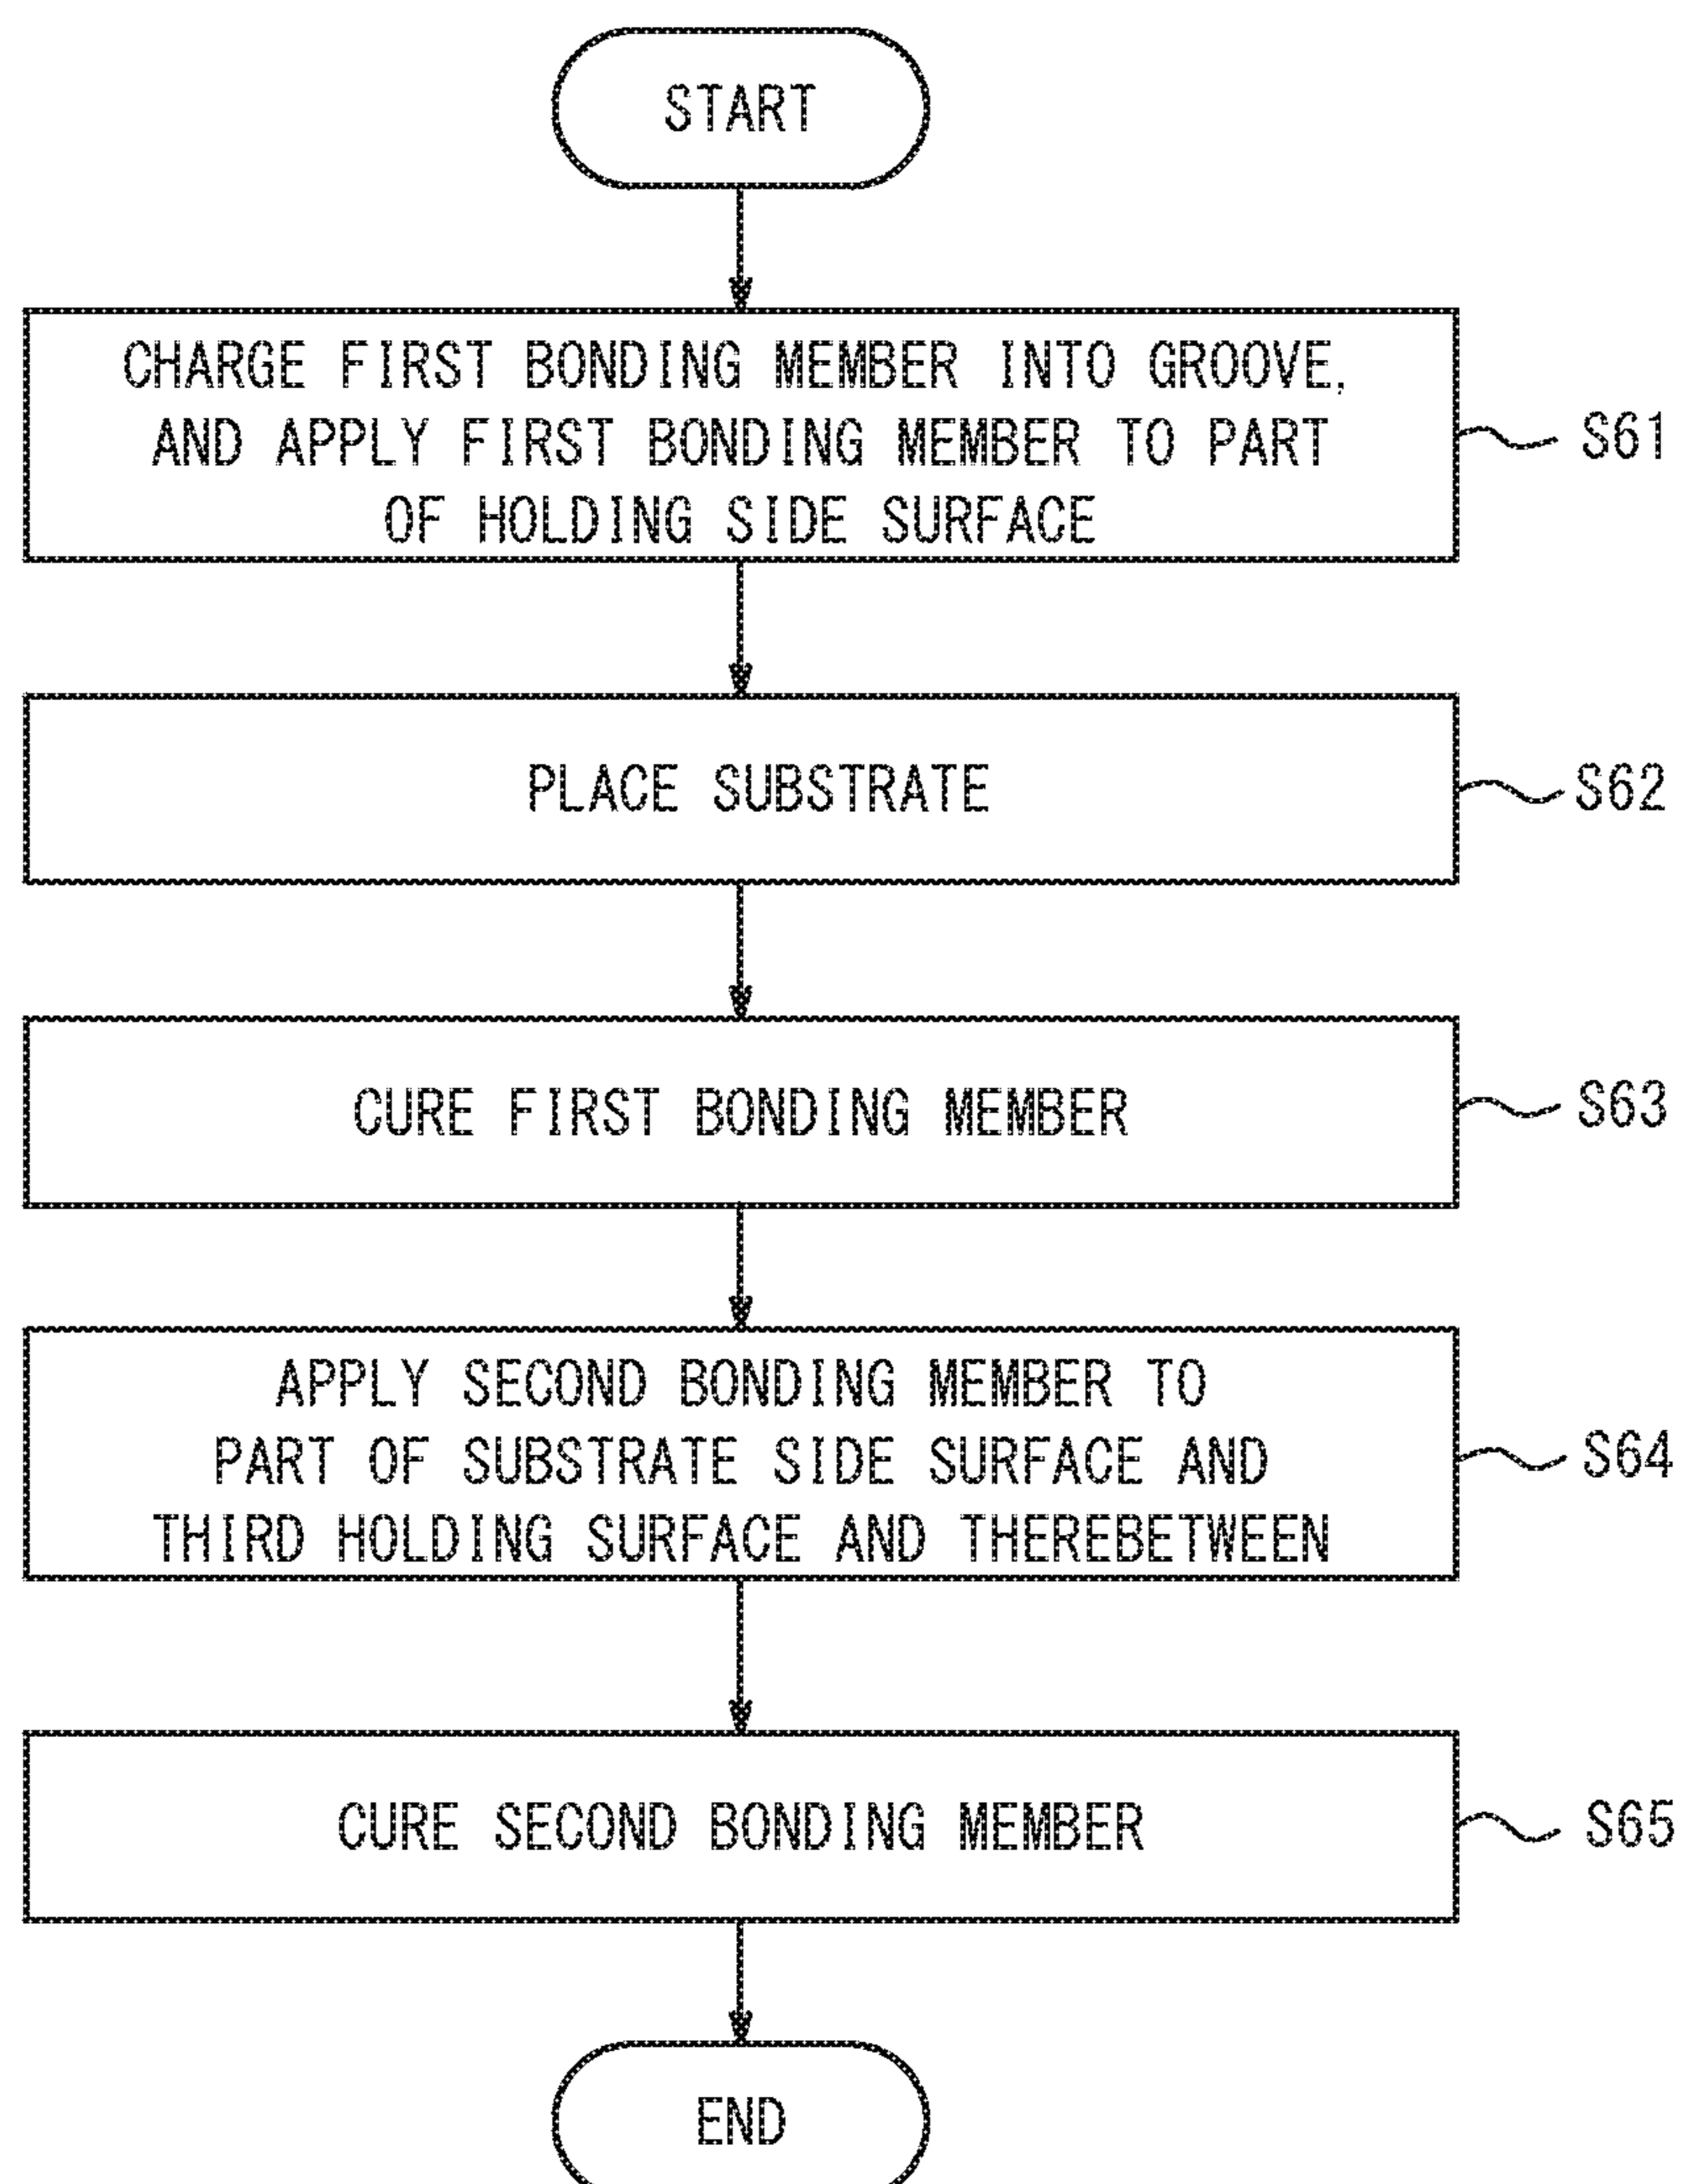 START
CHARGE FIRST BONDING MEMBER INTO GROOVE,
AND APPLY FIRST BONDING MEMBER TO PART
OF HOLDING SIDE SURFACE
S61
PLACE SUBSTRATE
S62
CURE FIRST BONDING MEMBER
S63
APPLY SECOND BONDING MEMBER TO
PART OF SUBSTRATE SIDE SURFACE AND
THIRD HOLDING SURFACE AND THEREBETWEEN
S64
CURE SECOND BONDING MEMBER
S65
END